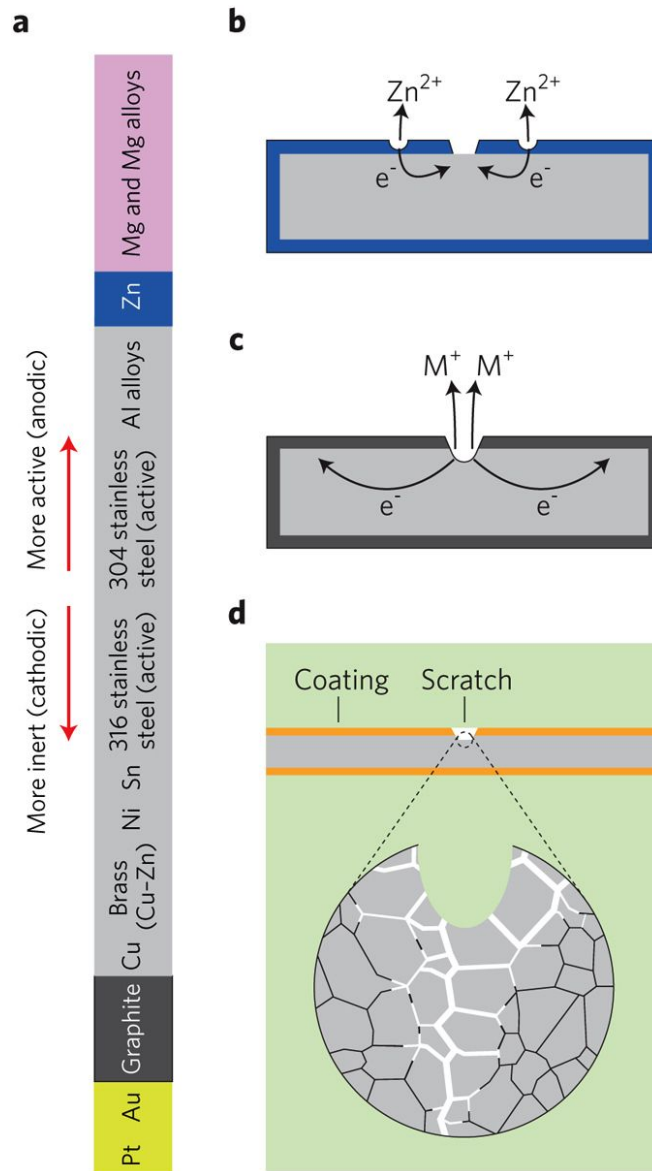 a
Mg and Mg alloys
Zn
Al alloys
304 stainless
steel (active)
316 stainless
steel (active)
Sn
Ni
Brass
(Cu–Zn)
Cu
Graphite
Au
Pt
More active (anodic)
More inert (cathodic)
b
Zn²⁺ Zn²⁺
e⁻ e⁻
c
M⁺ M⁺
e⁻ e⁻
d
Coating Scratch